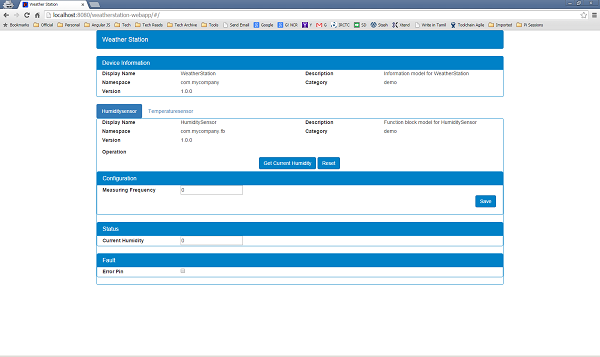 Weather Station
localhost:8080/weatherstation-webapp/#/
Bookmarks Official Personal Angular JS Tech Tech Reads Tech Archive Tools Send Email Google GI NCR Y M G IRCTC SD Stash Xtend Write in Tamil Toolchain Agile Imported Pi Sessions
Weather Station
Device Information
Display Name WeatherStation Description Information model for WeatherStation
Namespace com.mycompany Category demo
Version 1.0.0
Humiditysensor Temperaturesensor
Display Name HumiditySensor Description Function block model for HumiditySensor
Namespace com.mycompany.fb Category demo
Version 1.0.0
Operation
Get Current Humidity Reset
Configuration
Measuring Frequency 0
Save
Status
Current Humidity 0
Fault
Error Pin